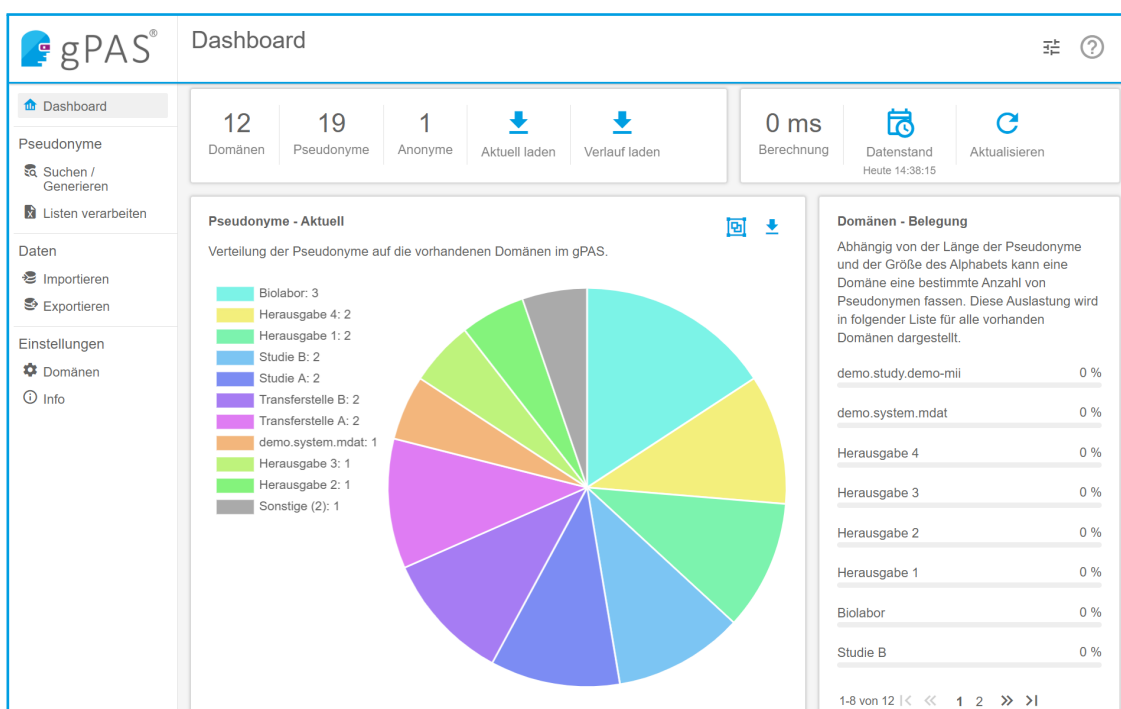 gPAS®
Dashboard
Dashboard
Pseudonyme
Suchen /
Generieren
Listen verarbeiten
Daten
Importieren
Exportieren
Einstellungen
Domänen
Info
12
Domänen
19
Pseudonyme
1
Anonyme
Aktuell laden
Verlauf laden
0 ms
Berechnung
Datenstand
Heute 14:38:15
Aktualisieren
Pseudonyme - Aktuell
Verteilung der Pseudonyme auf die vorhandenen Domänen im gPAS.
Biolabor: 3
Herausgabe 4: 2
Herausgabe 1: 2
Studie B: 2
Studie A: 2
Transferstelle B: 2
Transferstelle A: 2
demo.system.mdat: 1
Herausgabe 3: 1
Herausgabe 2: 1
Sonstige (2): 1
Domänen - Belegung
Abhängig von der Länge der Pseudonyme
und der Größe des Alphabets kann eine
Domäne eine bestimmte Anzahl von
Pseudonymen fassen. Diese Auslastung wird
in folgender Liste für alle vorhanden
Domänen dargestellt.
demo.study.demo-mii 0 %
demo.system.mdat 0 %
Herausgabe 4 0 %
Herausgabe 3 0 %
Herausgabe 2 0 %
Herausgabe 1 0 %
Biolabor 0 %
Studie B 0 %
1-8 von 12 1 2